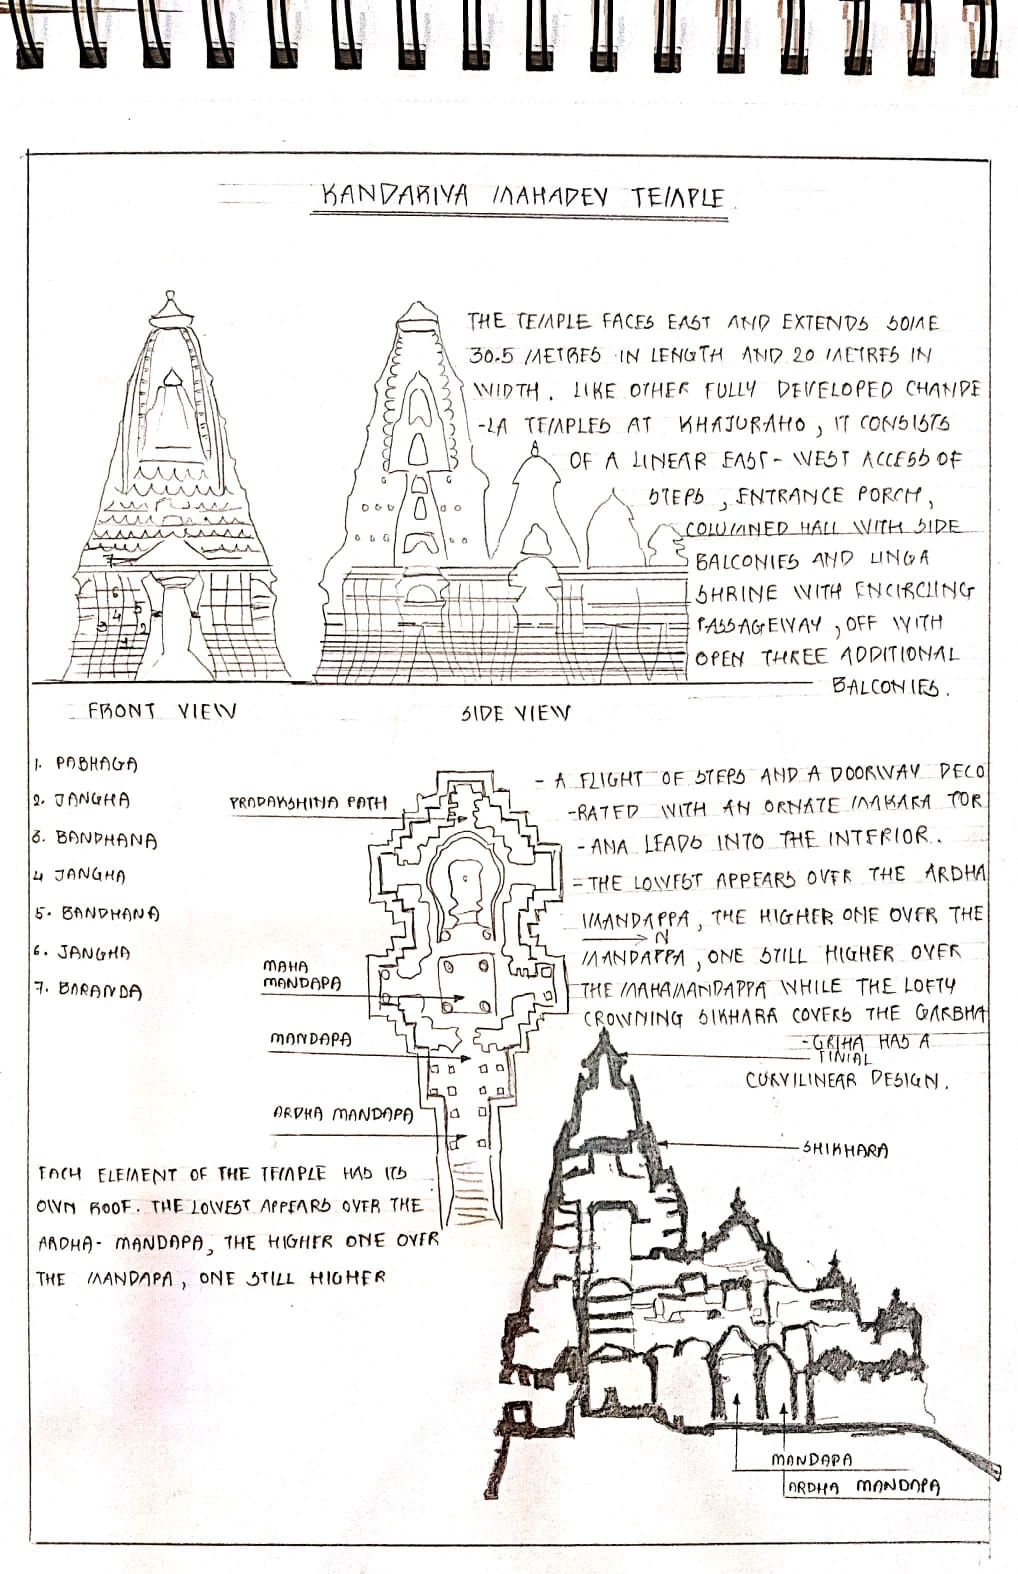 KANDARIYA MAHADEV TEMPLE
THE TEMPLE FACES EAST AND EXTENDS SOME
30.5 METRES IN LENGTH AND 20 METRES IN
WIDTH. LIKE OTHER FULLY DEVELOPED CHANDE
-LA TEMPLES AT KHAJURAHO, IT CONSISTS
OF A LINEAR EAST-WEST ACCESS OF
STEPS, ENTRANCE PORCH,
COLUMNED HALL WITH SIDE
BALCONIES AND LINGA
SHRINE WITH ENCIRCLING
PASSAGEWAY, OFF WITH
OPEN THREE ADDITIONAL
BALCONIES.
7
6
5
4
3
2
1
FRONT VIEW
SIDE VIEW
1. PABHAGA
2. JANGHA
3. BANDHANA
4 JANGHA
5. BANDHANA
6. JANGHA
7. BARANDA
PRADAKSHINA PATH
MAHA
MANDAPA
MANDAPA
ARDHA MANDAPA
- A FLIGHT OF STEPS AND A DOORWAY DECO
-RATED WITH AN ORNATE MAKARA TOR
- ANA LEADS INTO THE INTERIOR.
= THE LOWEST APPEARS OVER THE ARDHA
MANDAPPA, THE HIGHER ONE OVER THE
N
MANDAPPA, ONE STILL HIGHER OVER
THE MAHAMANDAPPA WHILE THE LOFTY
CROWNING SIKHARA COVERS THE GARBHA
-GRIHA HAS A
CURVILINEAR DESIGN.
FINIAL
SHIKHARA
EACH ELEMENT OF THE TEMPLE HAS ITS
OWN ROOF. THE LOWEST APPEARS OVER THE
ARDHA- MANDAPA, THE HIGHER ONE OVER
THE MANDAPA, ONE STILL HIGHER
MANDAPA
ARDHA MANDAPA